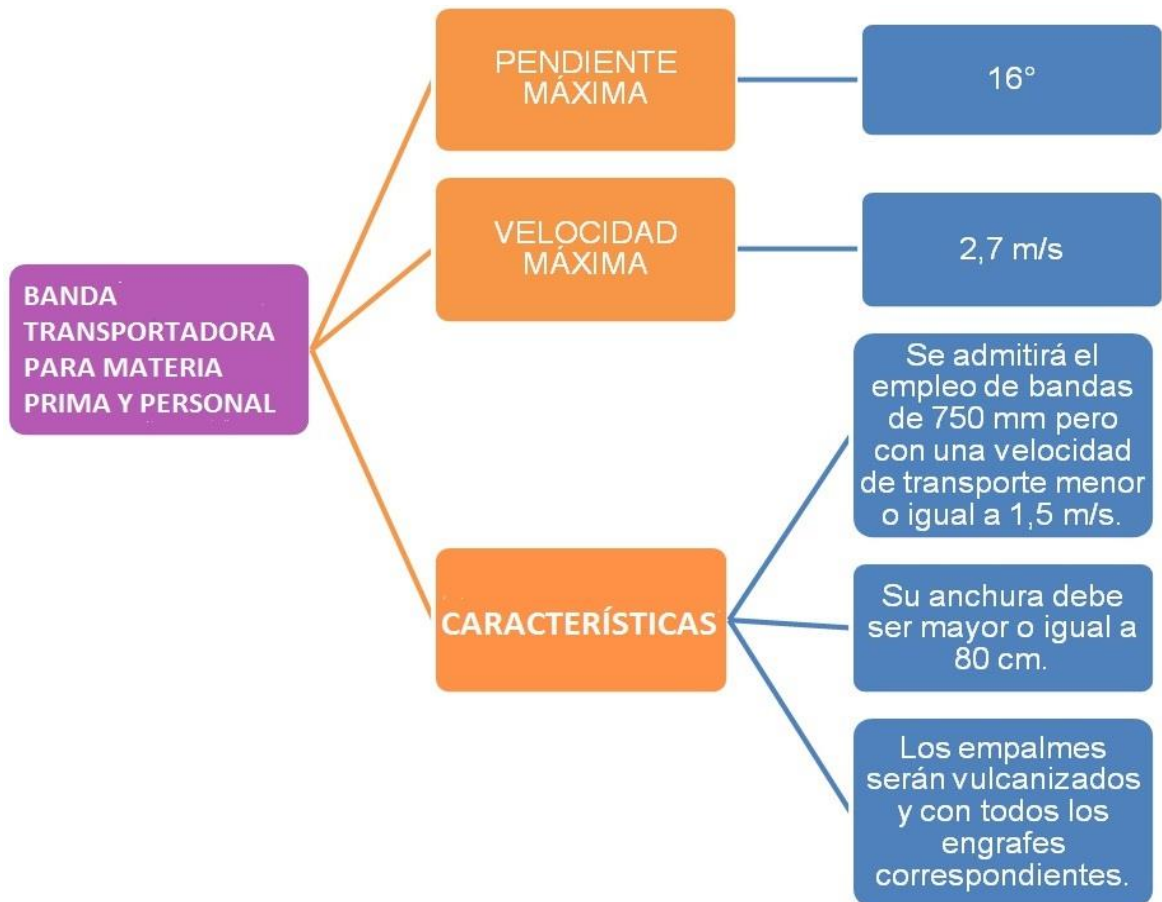 BANDA
TRANSPORTADORA
PARA MATERIA
PRIMA Y PERSONAL
PENDIENTE
MÁXIMA
16°
VELOCIDAD
MÁXIMA
2,7 m/s
CARACTERÍSTICAS
Se admitirá el
empleo de bandas
de 750 mm pero
con una velocidad
de transporte menor
o igual a 1,5 m/s.
Su anchura debe
ser mayor o igual a
80 cm.
Los empalmes
serán vulcanizados
y con todos los
engrafes
correspondientes.